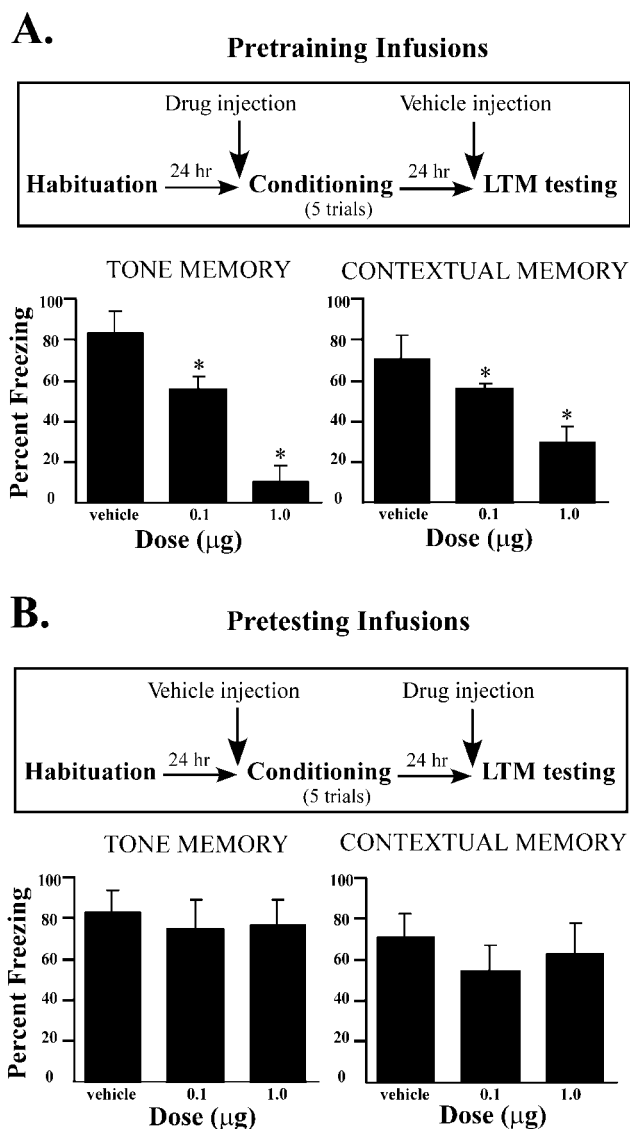 A.
Pretraining Infusions
Drug injection
Vehicle injection
Habituation 24 hr Conditioning 24 hr LTM testing
(5 trials)
TONE MEMORY
CONTEXTUAL MEMORY
Percent Freezing
100
80
60
40
20
0
vehicle 0.1 1.0
Dose (μg)
*
*
100
80
60
40
20
0
vehicle 0.1 1.0
Dose (μg)
*
*
B.
Pretesting Infusions
Vehicle injection
Drug injection
Habituation 24 hr Conditioning 24 hr LTM testing
(5 trials)
TONE MEMORY
CONTEXTUAL MEMORY
Percent Freezing
100
80
60
40
20
0
vehicle 0.1 1.0
Dose (μg)
100
80
60
40
20
0
vehicle 0.1 1.0
Dose (μg)